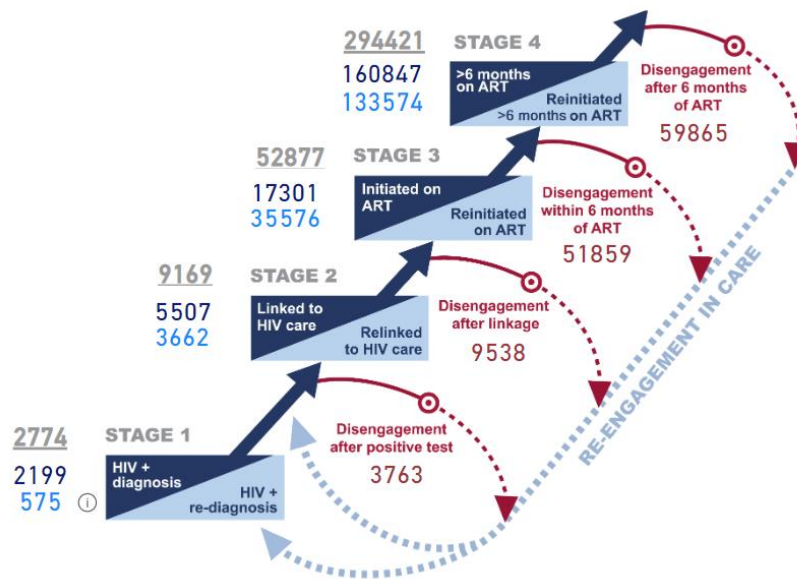 294421
STAGE 4
160847
133574
>6 months
on ART
Reinitiated
>6 months on ART
Disengagement
after 6 months
of ART
59865
52877
STAGE 3
17301
35576
Initiated on
ART
Reinitiated
on ART
Disengagement
within 6 months
of ART
51859
9169
STAGE 2
5507
3662
Linked to
HIV care
Relinked
to HIV care
Disengagement
after linkage
9538
2774
STAGE 1
2199
575
i
HIV +
diagnosis
HIV +
re-diagnosis
Disengagement
after positive test
3763
RE-ENGAGEMENT IN CARE